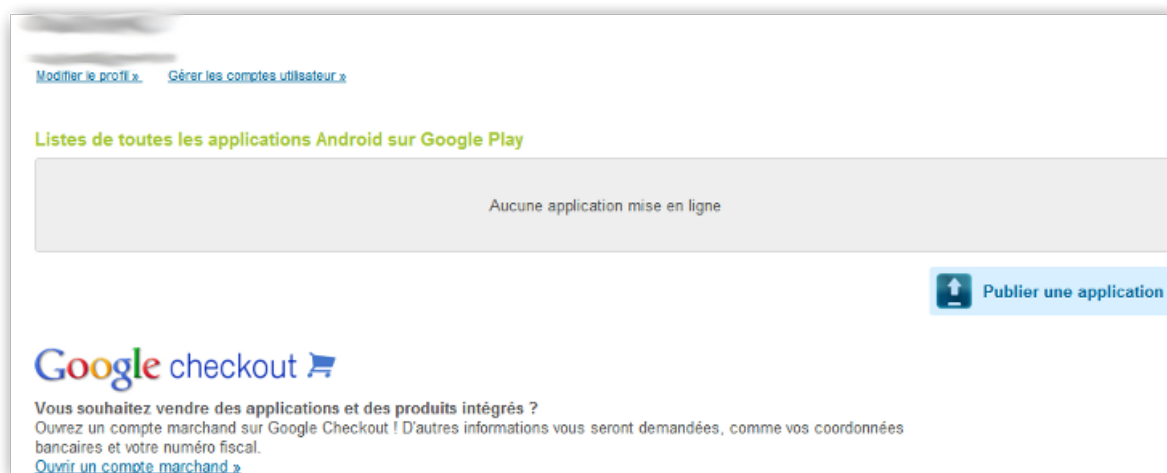 Modifier le profil » Gérer les comptes utilisateur »
Listes de toutes les applications Android sur Google Play
Aucune application mise en ligne
Publier une application
Google checkout
Vous souhaitez vendre des applications et des produits intégrés ?
Ouvrez un compte marchand sur Google Checkout ! D'autres informations vous seront demandées, comme vos coordonnées
bancaires et votre numéro fiscal.
Ouvrir un compte marchand »